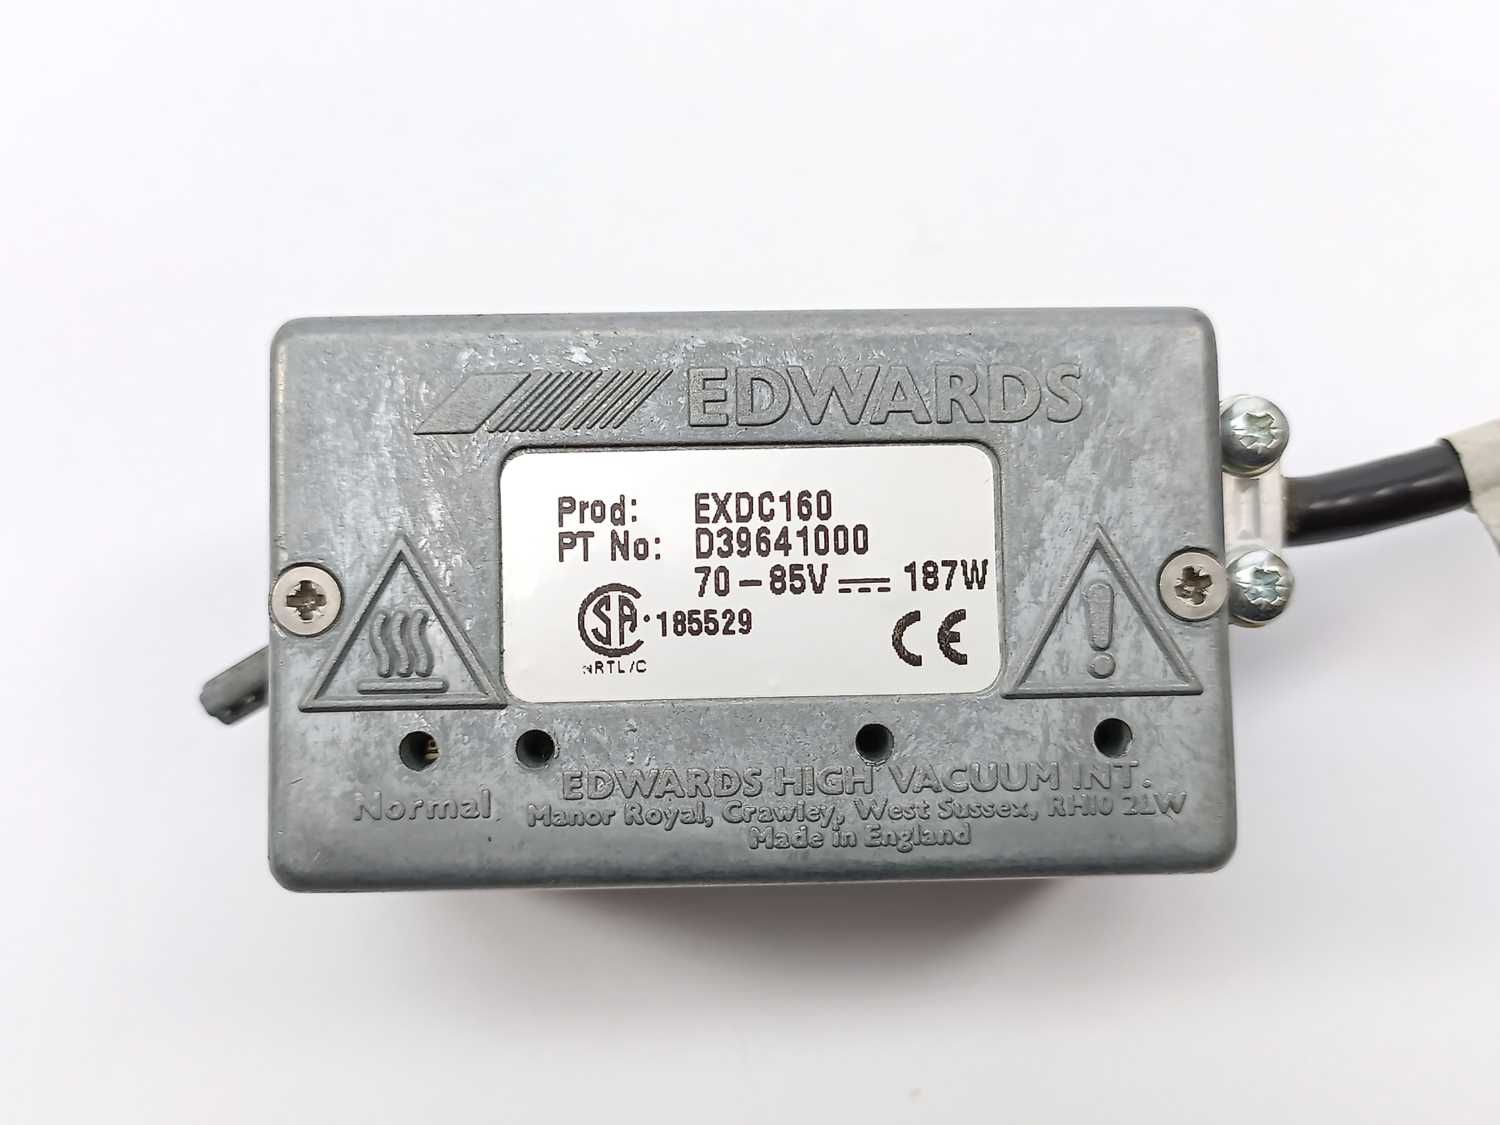 EDWARDS
Prod: EXDC160
PT No: D39641000
70-85V ⎓ 187W
CSA ·185529
NRTL/C
CE
Normal
EDWARDS HIGH VACUUM INT.
Manor Royal, Crawley, West Sussex, RH10 2LW
Made in England